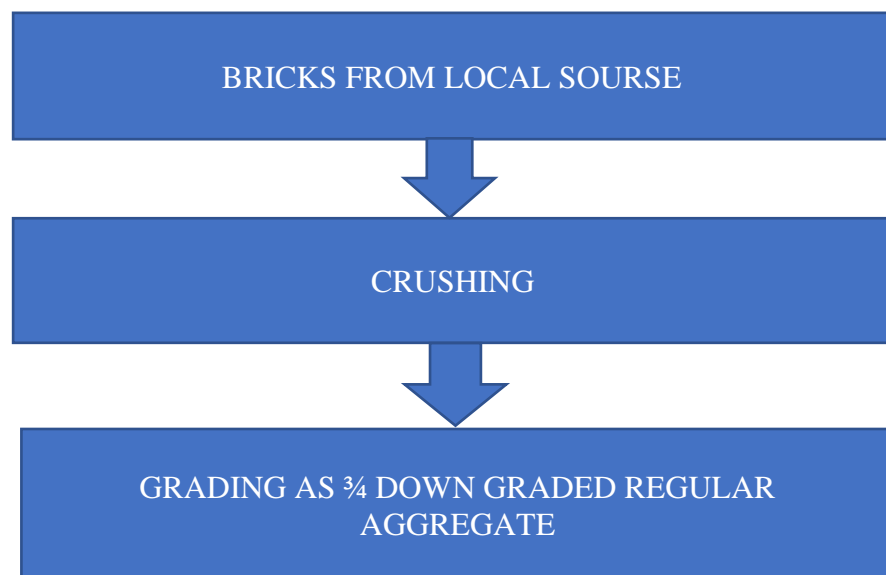 BRICKS FROM LOCAL SOURSE
CRUSHING
GRADING AS ¾ DOWN GRADED REGULAR
AGGREGATE